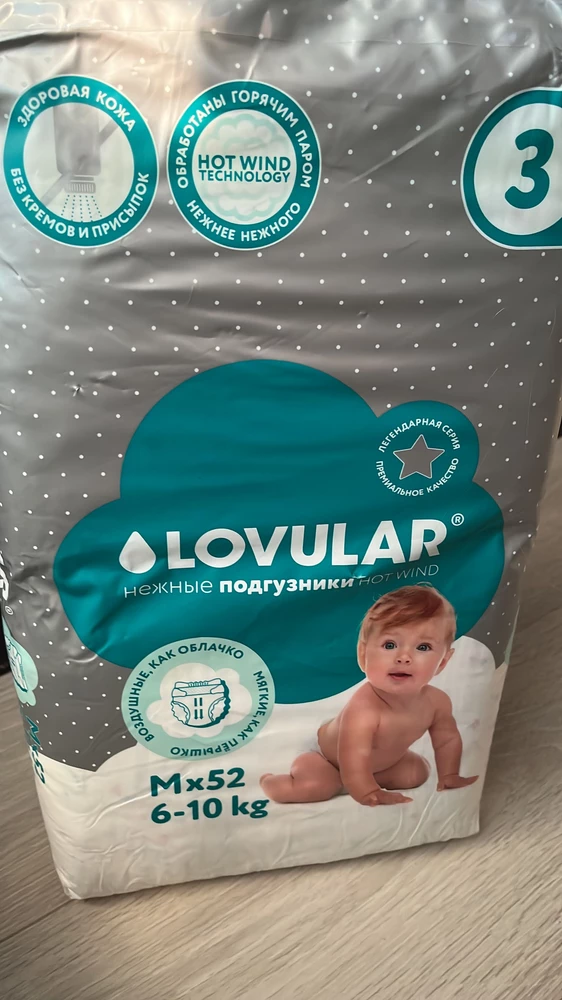 ЗДОРОВАЯ КОЖА
БЕЗ КРЕМОВ И ПРИСЫПОК
ОБРАБОТАНЫ ГОРЯЧИМ ПАРОМ
HOT WIND
TECHNOLOGY
НЕЖНЕЕ НЕЖНОГО
3
ЛЕГЕНДАРНАЯ СЕРИЯ
ПРЕМИАЛЬНОЕ КАЧЕСТВО
LOVULAR®
нежные подгузники HOT WIND
ВОЗДУШНЫЕ, КАК ОБЛАЧКО
МЯГКИЕ, КАК ПЕРЫШКО
Mx52
6-10 kg